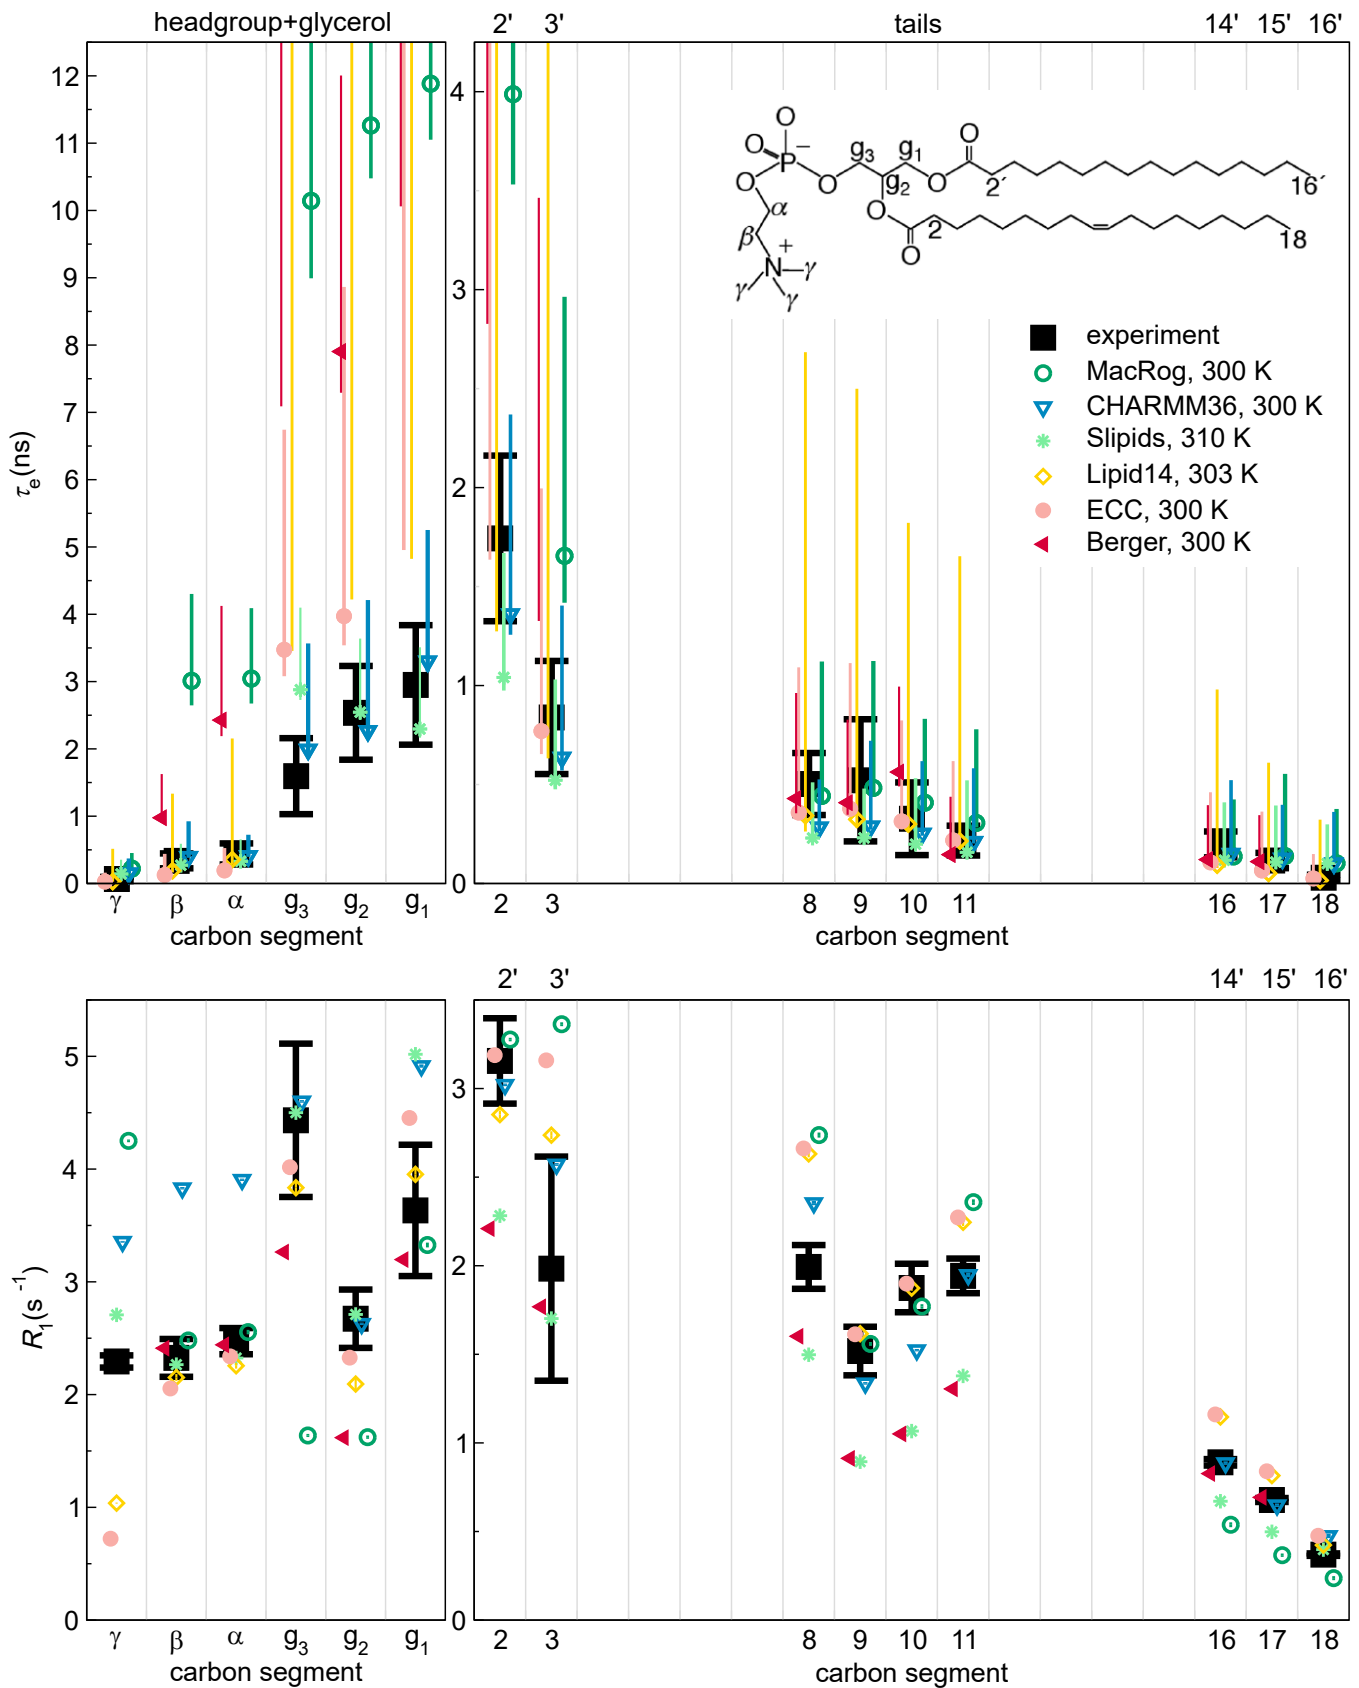 headgroup+glycerol 2' 3' tails 14' 15' 16'
12
11
10
9
8
7
6
5
4
3
2
1
0
τe(ns)
4
3
2
1
0
O
O P −
O
O
g3 g1
g2
O
O
2´ 16´
O
O
2 18
α
β
N +
γ
γ
γ
experiment
MacRog, 300 K
CHARMM36, 300 K
Slipids, 310 K
Lipid14, 303 K
ECC, 300 K
Berger, 300 K
γ β α g3 g2 g1 2 3 8 9 10 11 16 17 18
carbon segment carbon segment
2' 3' 14' 15' 16'
5
4
3
2
1
0
R1(s-1)
3
2
1
0
γ β α g3 g2 g1 2 3 8 9 10 11 16 17 18
carbon segment carbon segment